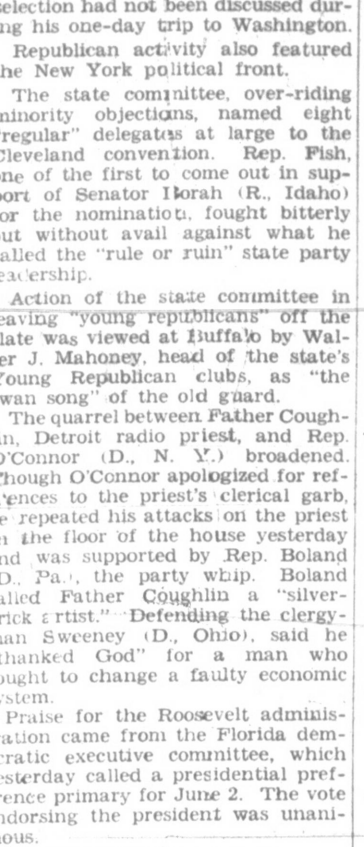 selection had not been discussed dur-
ng his one-day trip to Washington.
Republican activity also featured
he New York political front.
The state committee, over-riding
minority objections, named eight
"regular" delegates at large to the
Cleveland convention. Rep. Fish,
one of the first to come out in sup-
port of Senator Borah (R., Idaho)
or the nomination, fought bitterly
out without avail against what he
alled the "rule or ruin" state party
eadership.
Action of the state committee in
eaving "young republicans" off the
late was viewed at Buffalo by Wal-
er J. Mahoney, head of the state's
Young Republican clubs, as "the
wan song" of the old guard.
The quarrel between Father Cough-
in, Detroit radio priest, and Rep.
O'Connor (D., N. Y.) broadened.
Though O'Connor apologized for ref-
rences to the priest's clerical garb,
e repeated his attacks on the priest
n the floor of the house yesterday
nd was supported by Rep. Boland
D., Pa.), the party whip. Boland
alled Father Coughlin a "silver-
rick artist." Defending the clergy-
nan Sweeney (D., Ohio), said he
thanked God" for a man who
ought to change a faulty economic
ystem.
Praise for the Roosevelt adminis-
ration came from the Florida dem-
cratic executive committee, which
esterday called a presidential pref-
rence primary for June 2. The vote
ndorsing the president was unani-
ous.